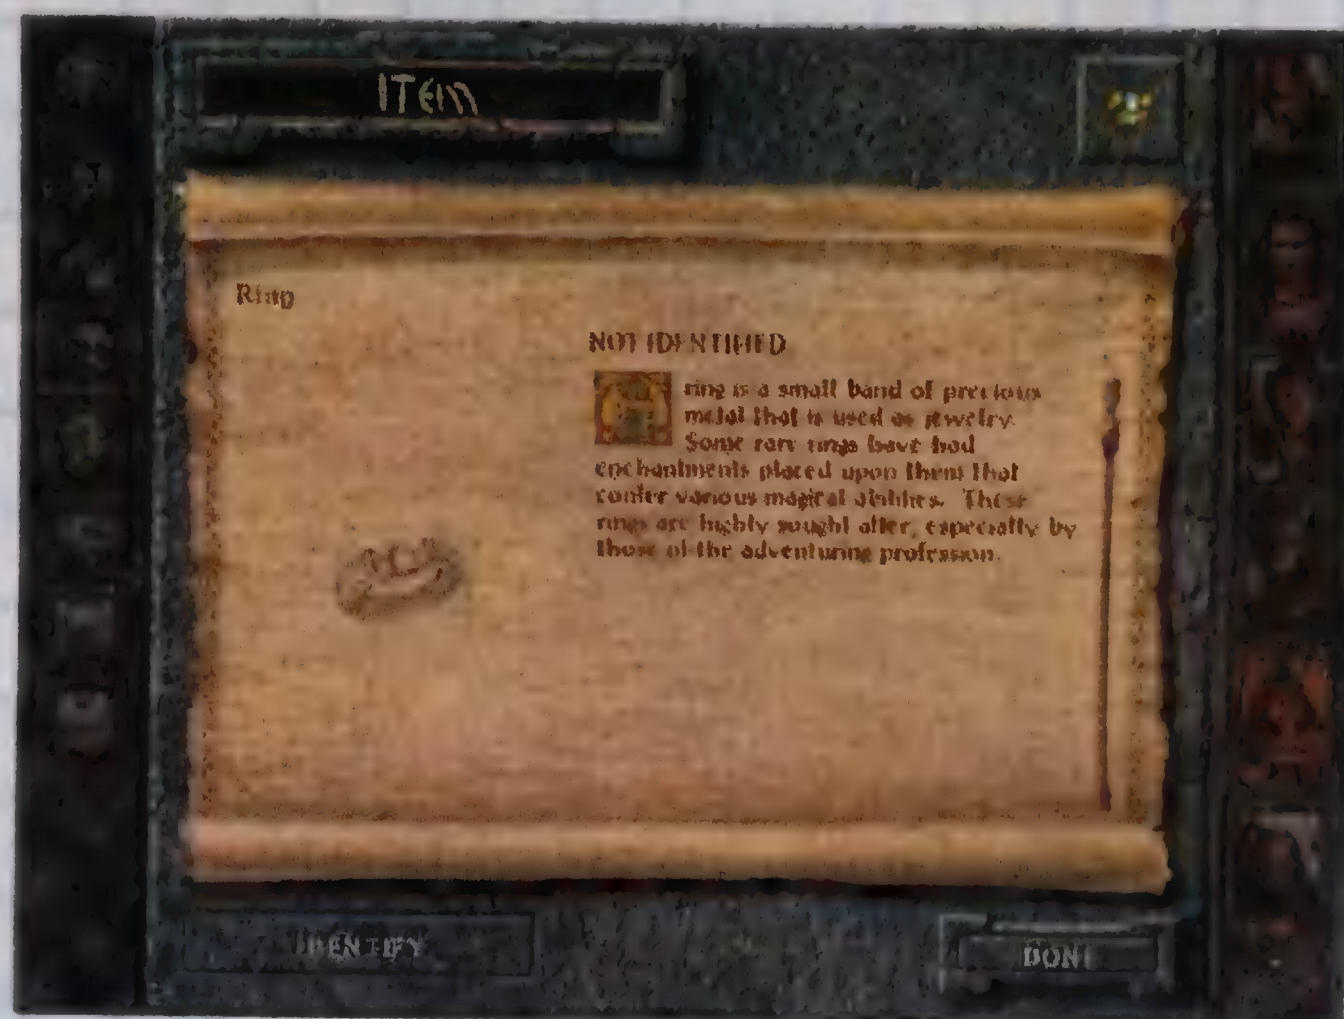 ITEM
Ring
NOT IDENTIFIED
ring is a small band of precious
metal that is used as jewelry.
Some rare rings have had
enchantments placed upon them that
confer various magical abilities. These
rings are highly sought after, especially by
those of the adventuring profession.
IDENTIFY
DONE